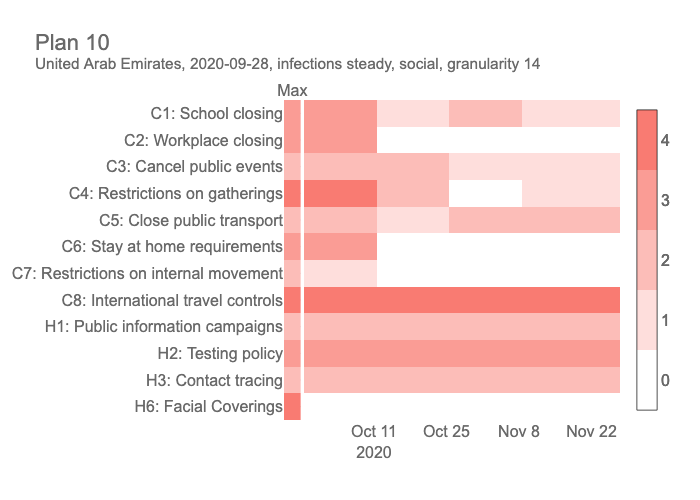 Plan 10
United Arab Emirates, 2020-09-28, infections steady, social, granularity 14
Max
C1: School closing
C2: Workplace closing
C3: Cancel public events
C4: Restrictions on gatherings
C5: Close public transport
C6: Stay at home requirements
C7: Restrictions on internal movement
C8: International travel controls
H1: Public information campaigns
H2: Testing policy
H3: Contact tracing
H6: Facial Coverings
4
3
2
1
0
Oct 11 Oct 25 Nov 8 Nov 22
2020